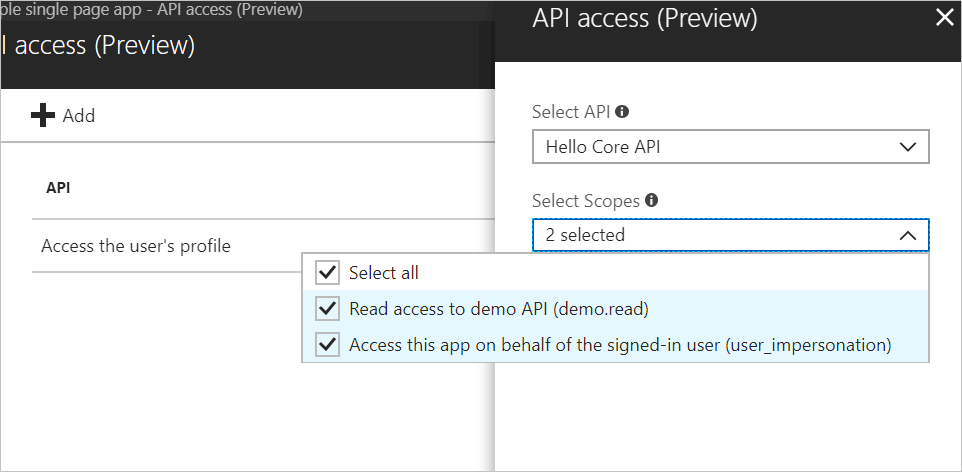 ple single page app - API access (Preview)
I access (Preview)
Add
API
Access the user's profile
API access (Preview)
Select API
Hello Core API
Select Scopes
2 selected
Select all
Read access to demo API (demo.read)
Access this app on behalf of the signed-in user (user_impersonation)